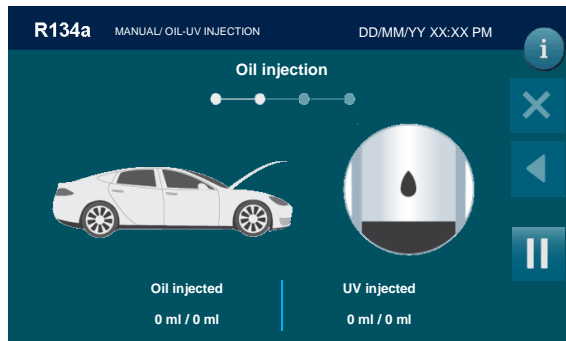 R134a MANUAL/ OIL-UV INJECTION DD/MM/YY XX:XX PM
i
Oil injection
Oil injected UV injected
0 ml / 0 ml 0 ml / 0 ml